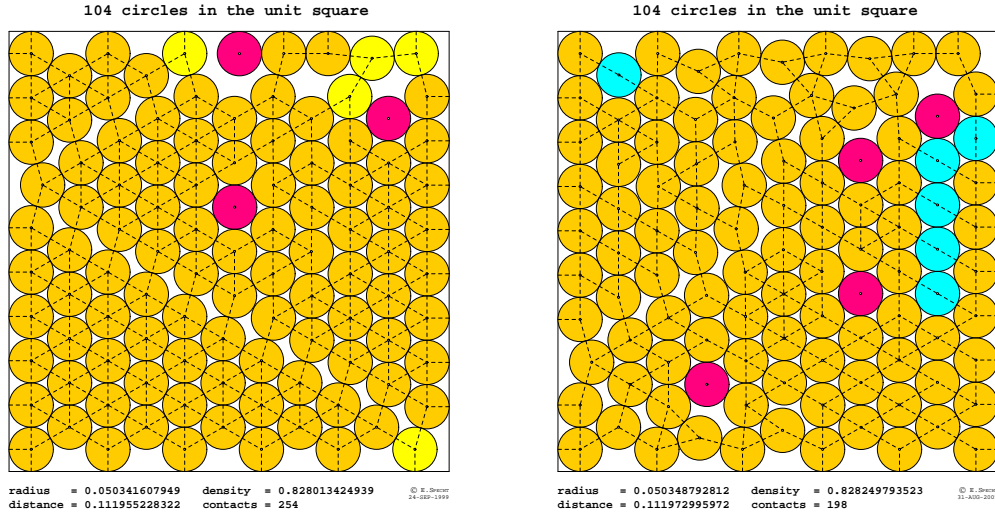 104 circles in the unit square
radius = 0.050341607949 density = 0.828013424939
distance = 0.111955228322 contacts = 254
© E. Specht
24-SEP-1999
104 circles in the unit square
radius = 0.050348792812 density = 0.828249793523
distance = 0.111972995972 contacts = 198
© E. Specht